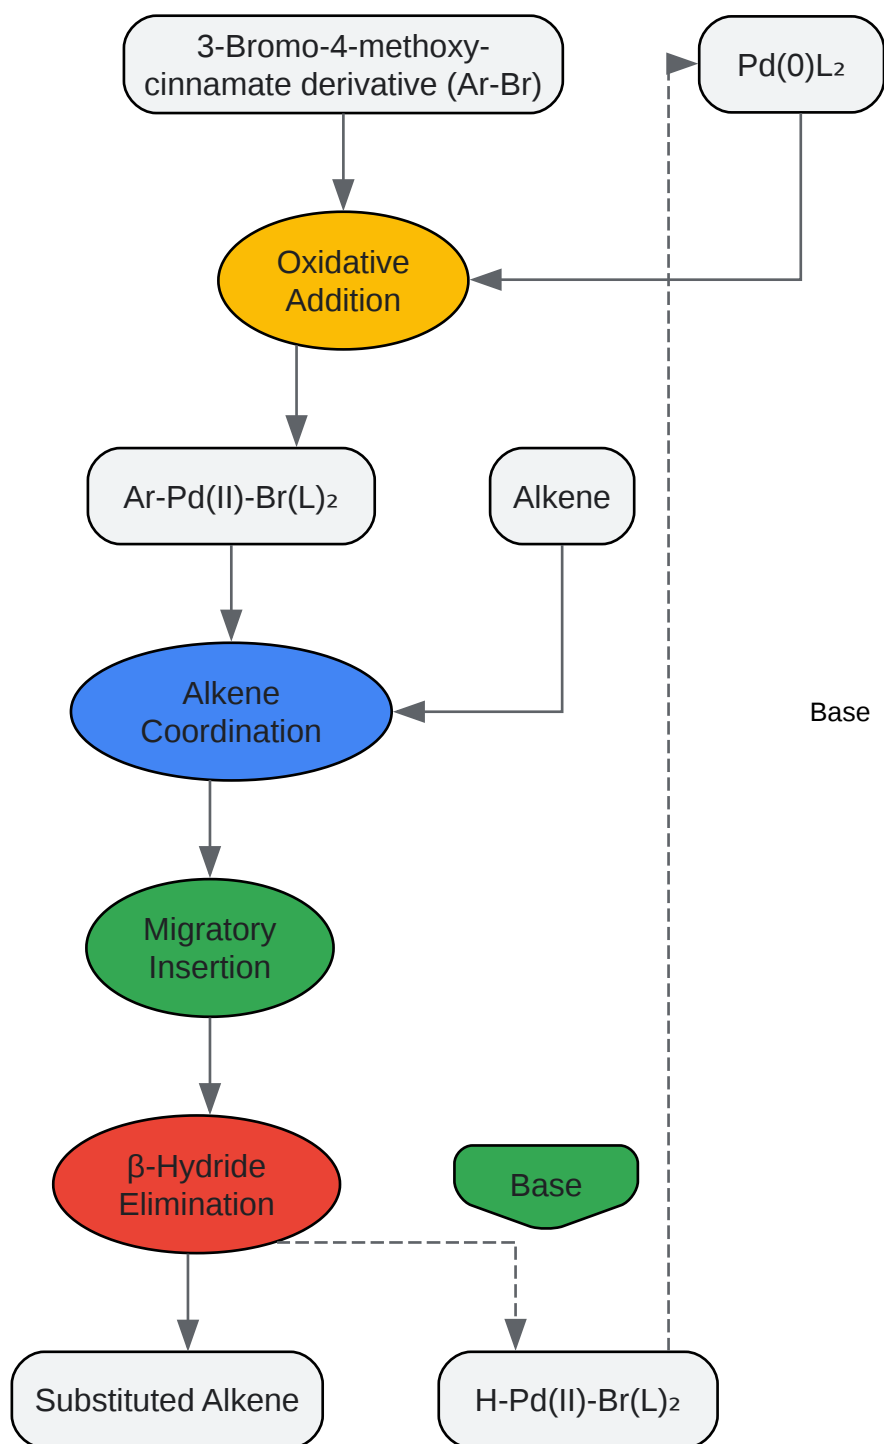 3-Bromo-4-methoxy-
cinnamate derivative (Ar-Br)
Pd(0)L₂
Oxidative
Addition
Ar-Pd(II)-Br(L)₂
Alkene
Alkene
Coordination
Base
Migratory
Insertion
β-Hydride
Elimination
Base
Substituted Alkene
H-Pd(II)-Br(L)₂